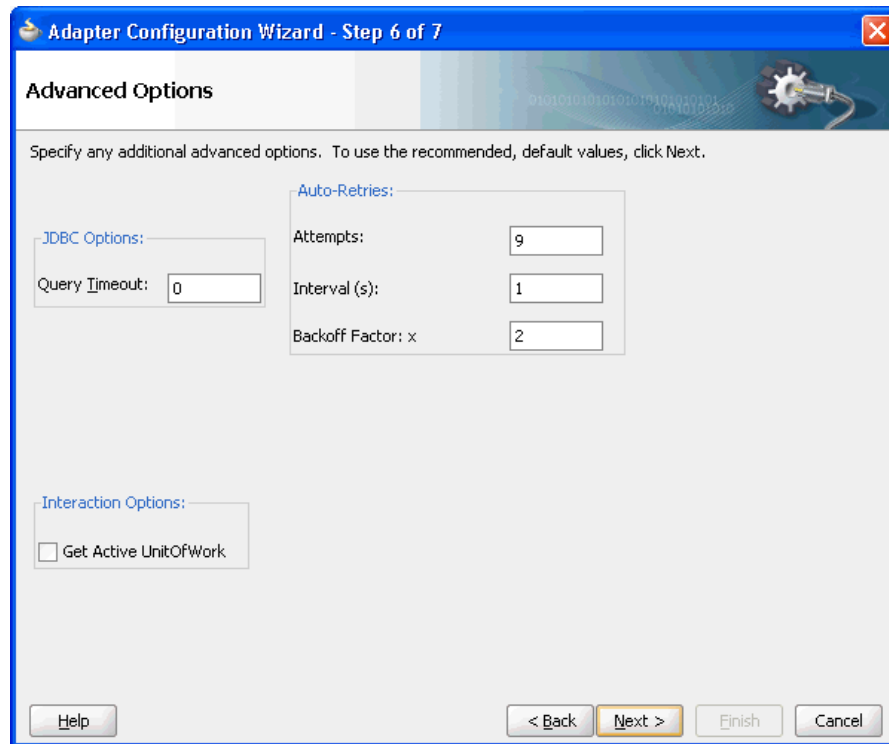 Adapter Configuration Wizard - Step 6 of 7
Advanced Options
Specify any additional advanced options. To use the recommended, default values, click Next.
JDBC Options:
Query Timeout: 0
Auto-Retries:
Attempts: 9
Interval (s): 1
Backoff Factor: x 2
Interaction Options:
Get Active UnitOfWork
Help
< Back
Next >
Finish
Cancel